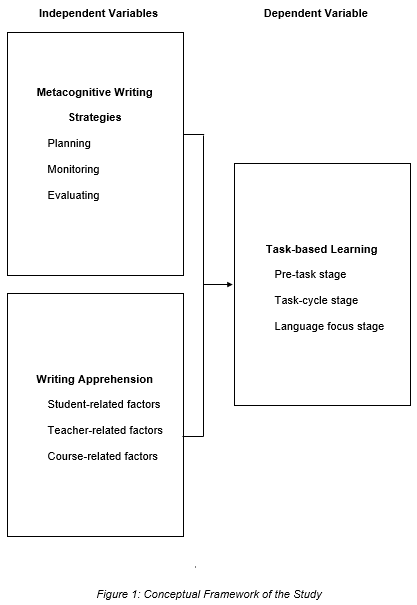 Independent Variables
Dependent Variable
Metacognitive Writing
Strategies
Planning
Monitoring
Evaluating
Task-based Learning
Pre-task stage
Task-cycle stage
Language focus stage
Writing Apprehension
Student-related factors
Teacher-related factors
Course-related factors
Figure 1: Conceptual Framework of the Study